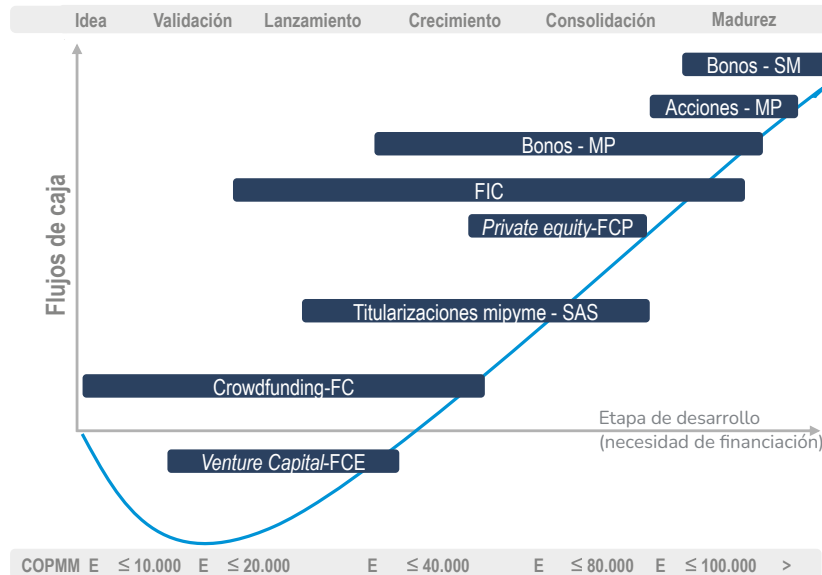 Idea Validación Lanzamiento Crecimiento Consolidación Madurez
Bonos - SM
Acciones - MP
Bonos - MP
FIC
Private equity-FCP
Flujos de caja
Titularizaciones mipyme - SAS
Crowdfunding-FC
Etapa de desarrollo
(necesidad de financiación)
Venture Capital-FCE
COPMM E ≤ 10.000 E ≤ 20.000 E ≤ 40.000 E ≤ 80.000 E ≤ 100.000 >